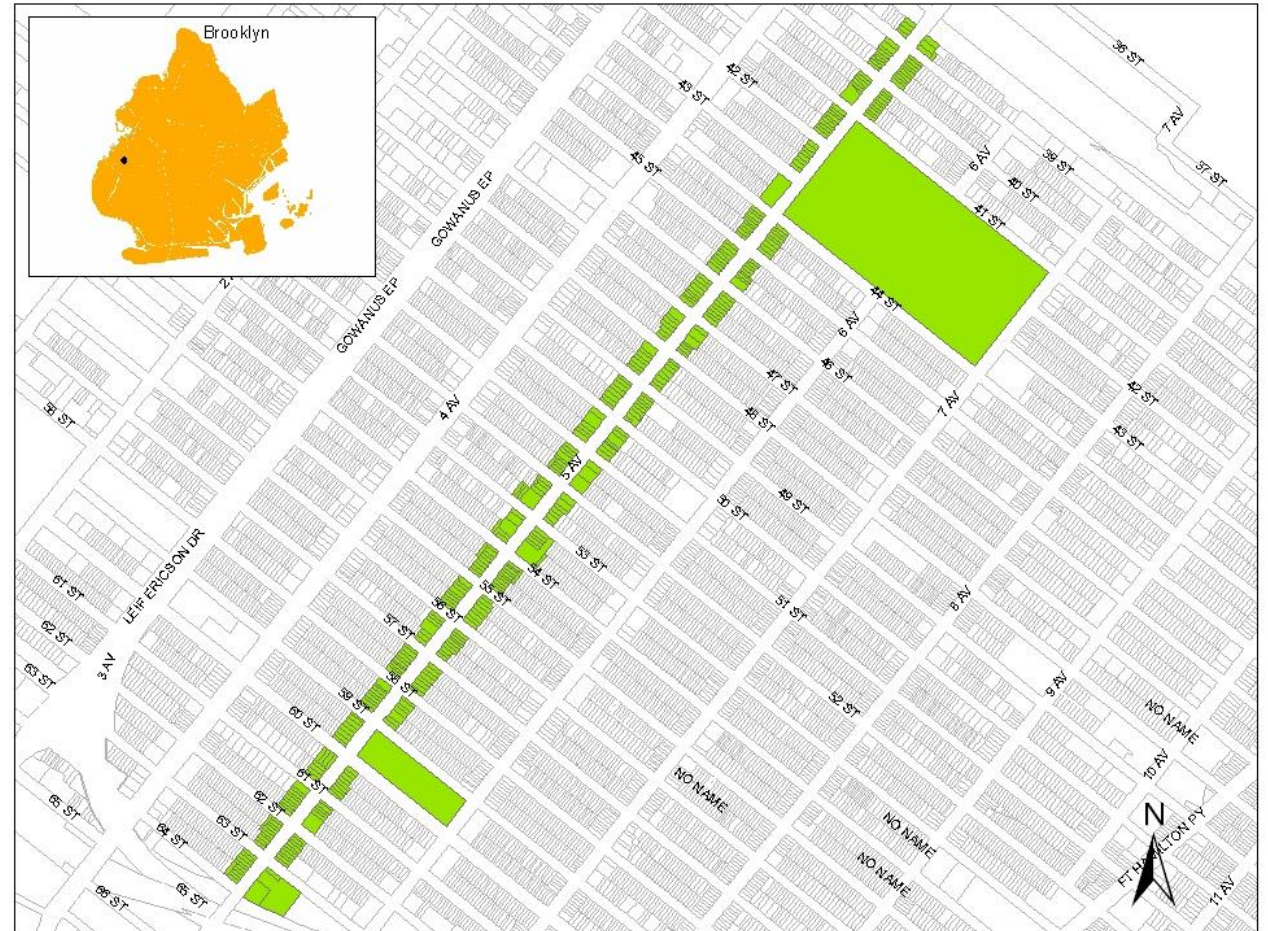 Brooklyn
36 ST
7 AV
37 ST
42 ST
43 ST
45 ST
6 AV
39 ST
40 ST
41 ST
GOWANUS EP
GOWANUS EP
44 ST
6 AV
46 ST
47 ST
48 ST
7 AV
42 ST
43 ST
4 AV
58 ST
5 AV
49 ST
50 ST
53 ST
54 ST
55 ST
56 ST
57 ST
58 ST
59 ST
60 ST
LEIF ERICSON DR
61 ST
62 ST
63 ST
3 AV
51 ST
52 ST
8 AV
9 AV
NO NAME
10 AV
NO NAME
NO NAME
NO NAME
FT HAMILTON PY
11 AV
N
61 ST
62 ST
63 ST
64 ST
65 ST
65 ST
66 ST